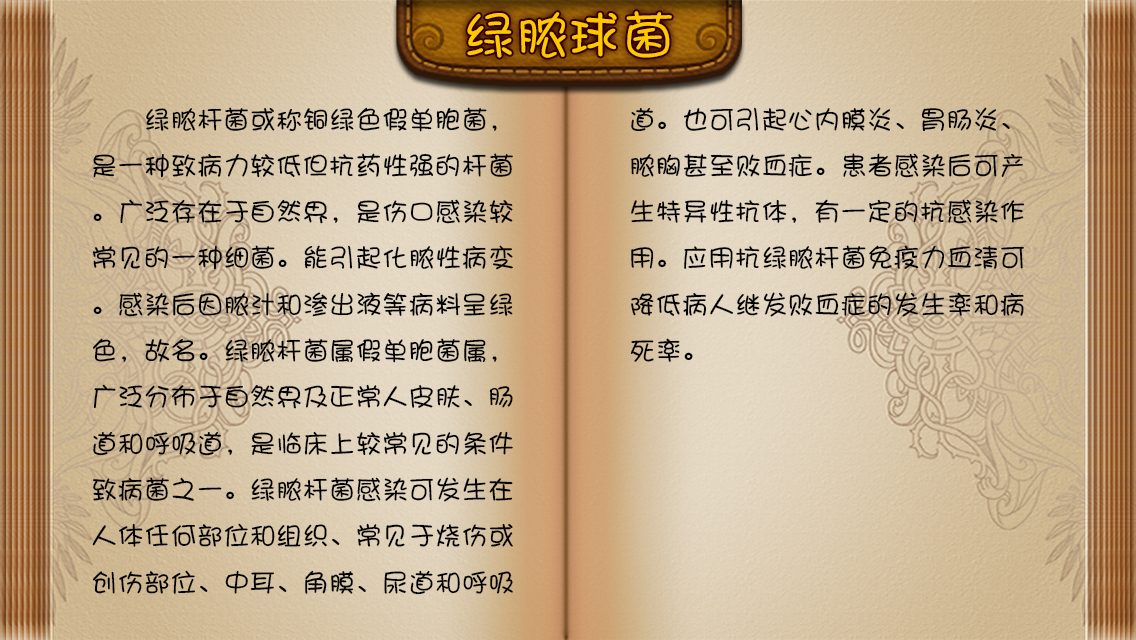 绿脓球菌
绿脓杆菌或称铜绿色假单胞菌，
是一种致病力较低但抗药性强的杆菌
。广泛存在于自然界，是伤口感染较
常见的一种细菌。能引起化脓性病变
。感染后因脓汁和渗出液等病料呈绿
色，故名。绿脓杆菌属假单胞菌属，
广泛分布于自然界及正常人皮肤、肠
道和呼吸道，是临床上较常见的条件
致病菌之一。绿脓杆菌感染可发生在
人体任何部位和组织、常见于烧伤或
创伤部位、中耳、角膜、尿道和呼吸
道。也可引起心内膜炎、胃肠炎、
脓胸甚至败血症。患者感染后可产
生特异性抗体，有一定的抗感染作
用。应用抗绿脓杆菌免疫力血清可
降低病人继发败血症的发生率和病
死率。